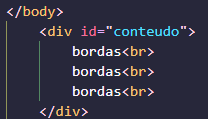 </body>
<div id="conteudo">
bordas<br>
bordas<br>
bordas<br>
</div>